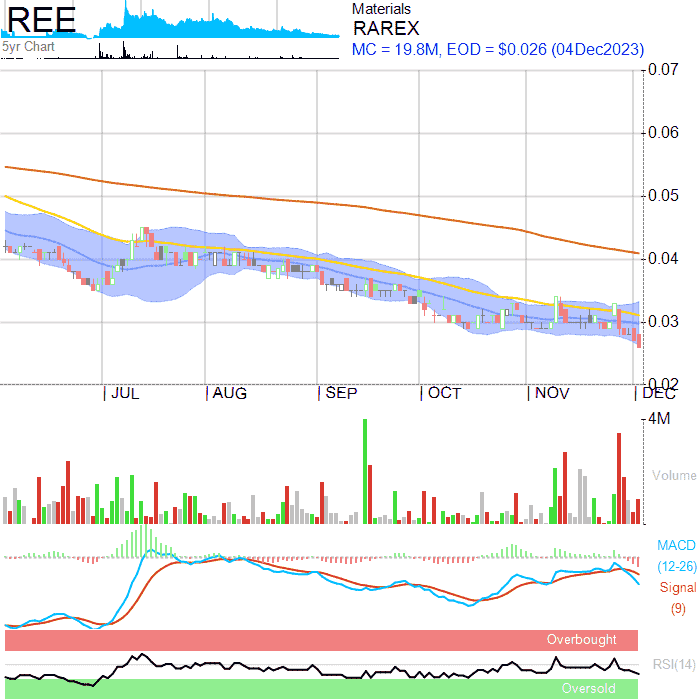 REE
5yr Chart
Materials
RAREX
MC = 19.8M, EOD = $0.026 (04Dec2023)
0.07
0.06
0.05
0.04
0.03
0.02
JUL AUG SEP OCT NOV DEC
4M
Volume
MACD
(12-26)
Signal
(9)
Overbought
RSI(14)
Oversold